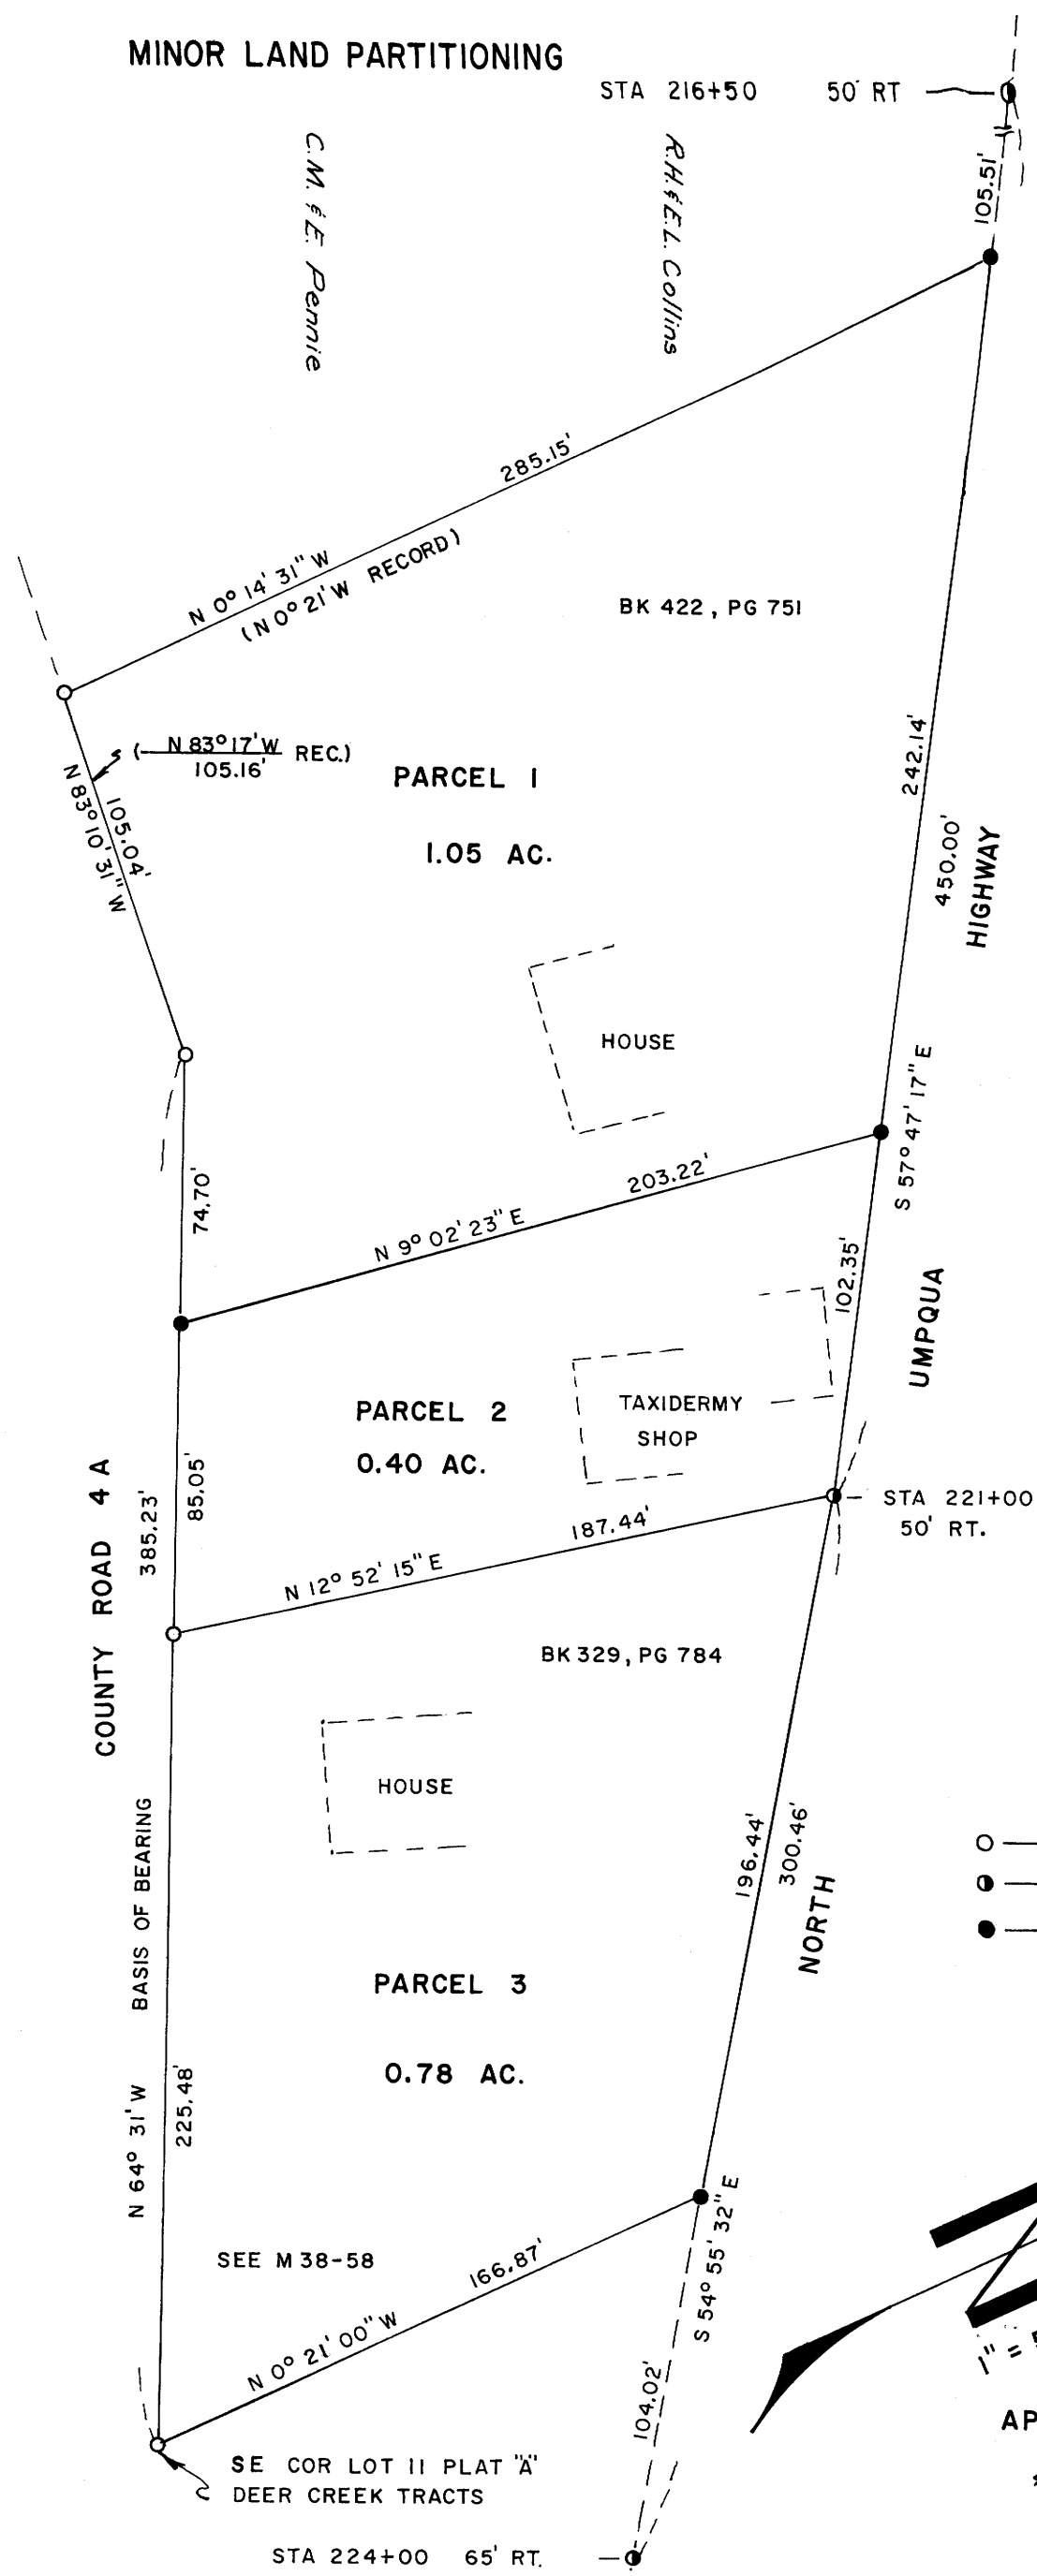 MINOR LAND PARTITIONING
STA 216+50 50' RT
C.M. & E. Pennie
R.H. & E.L. Collins
105.51'
285.15'
N 0° 14' 31" W
(N 0° 21' W RECORD)
BK 422, PG 751
(N 83° 17' W REC.)
105.16'
105.04'
N 83° 10' 31" W
PARCEL 1
1.05 AC.
242.14'
450.00'
HIGHWAY
HOUSE
S 57° 47' 17" E
74.70'
203.22'
N 9° 02' 23" E
102.35'
UMPQUA
PARCEL 2
0.40 AC.
TAXIDERMY
SHOP
COUNTY ROAD 4 A
385.23'
85.05'
STA 221+00
50' RT.
187.44'
N 12° 52' 15" E
BK 329, PG 784
HOUSE
196.44'
300.46'
NORTH
BASIS OF BEARING
PARCEL 3
0.78 AC.
N 64° 31' W
225.48'
S 54° 55' 32" E
SEE M 38-58
166.87'
N 0° 21' 00" W
104.02'
1" =
AP
SE COR LOT 11 PLAT "A"
DEER CREEK TRACTS
STA 224+00 65' RT.